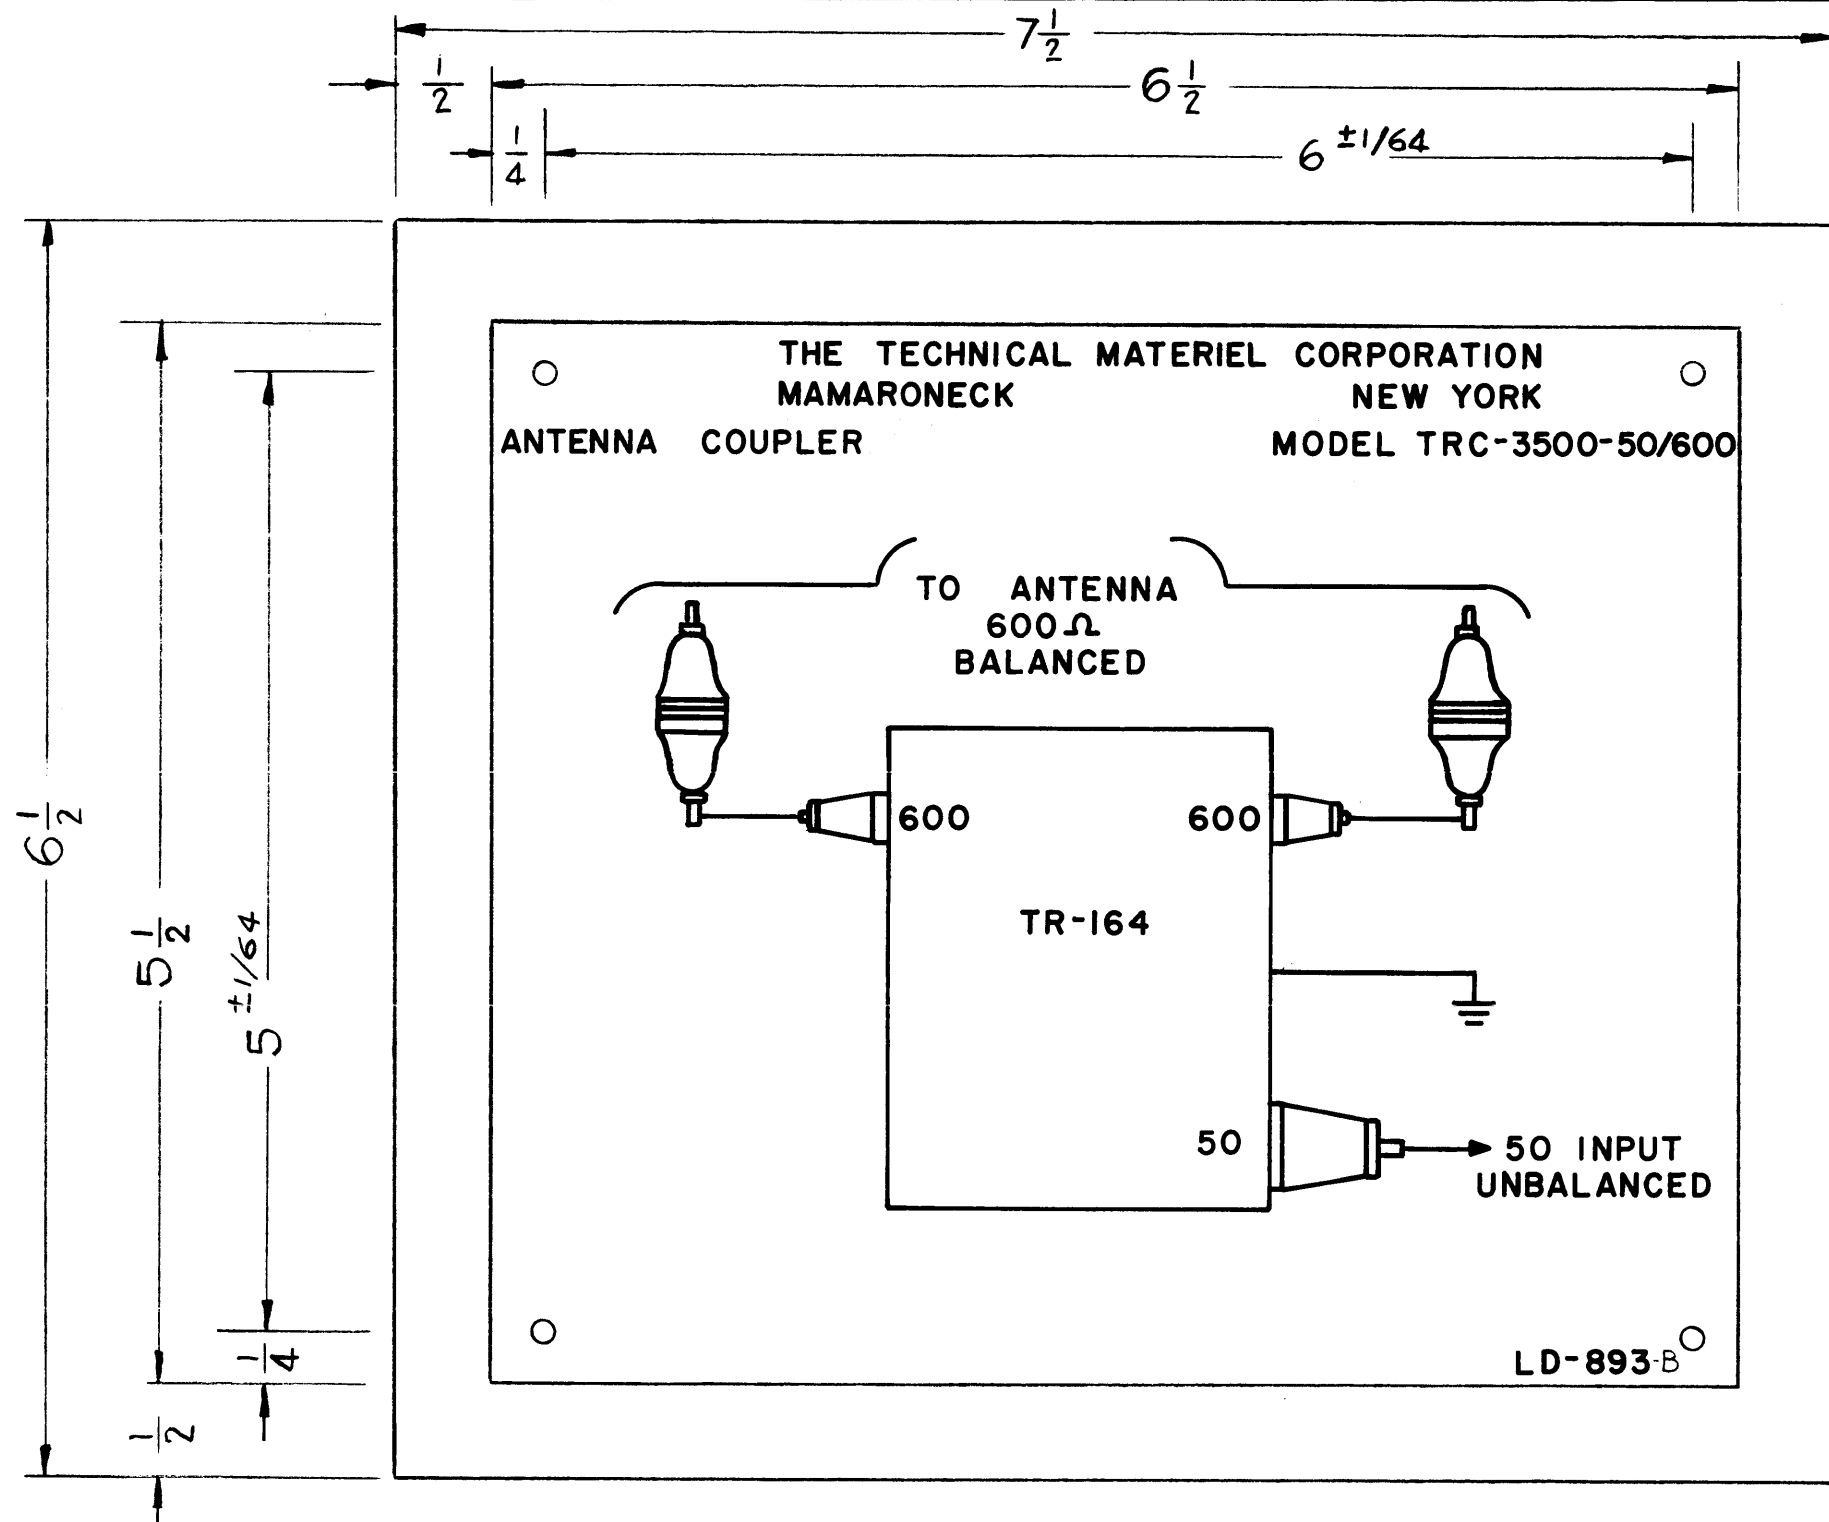 7 1/2
1/2 6 1/2
1/4 6 ±1/64
THE TECHNICAL MATERIEL CORPORATION
MAMARONECK NEW YORK
ANTENNA COUPLER MODEL TRC-3500-50/600
TO ANTENNA
600Ω
BALANCED
600 600
TR-164
50
50 INPUT
UNBALANCED
LD-893-B
6 1/2
5 1/2
5 ±1/64
1/4
1/2